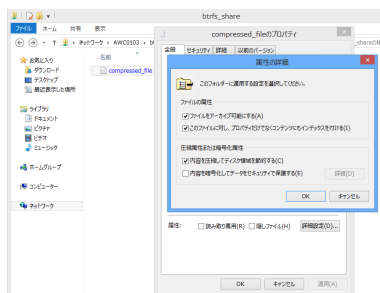 btrfs_share
ファイル ホーム 共有 表示
ネットワーク ▸ AWC0103 ▸
お気に入り
ダウンロード
デスクトップ
最近表示した場所
ライブラリ
ドキュメント
ピクチャ
ビデオ
ミュージック
ホームグループ
コンピューター
ネットワーク
名前
compressed_file
compressed_fileのプロパティ
全般 セキュリティ 詳細 以前のバージョン
属性の詳細
このフォルダーに適用する設定を選択してください。
ファイルの属性
ファイルをアーカイブ可能にする(A)
このファイルに対し、プロパティだけでなくコンテンツにもインデックスを付ける(I)
圧縮属性または暗号化属性
内容を圧縮してディスク領域を節約する(C)
内容を暗号化してデータをセキュリティで保護する(E)
詳細(D)
OK キャンセル
属性:
読み取り専用(R) 隠しファイル(H) 詳細設定(D)...
OK キャンセル 適用(A)